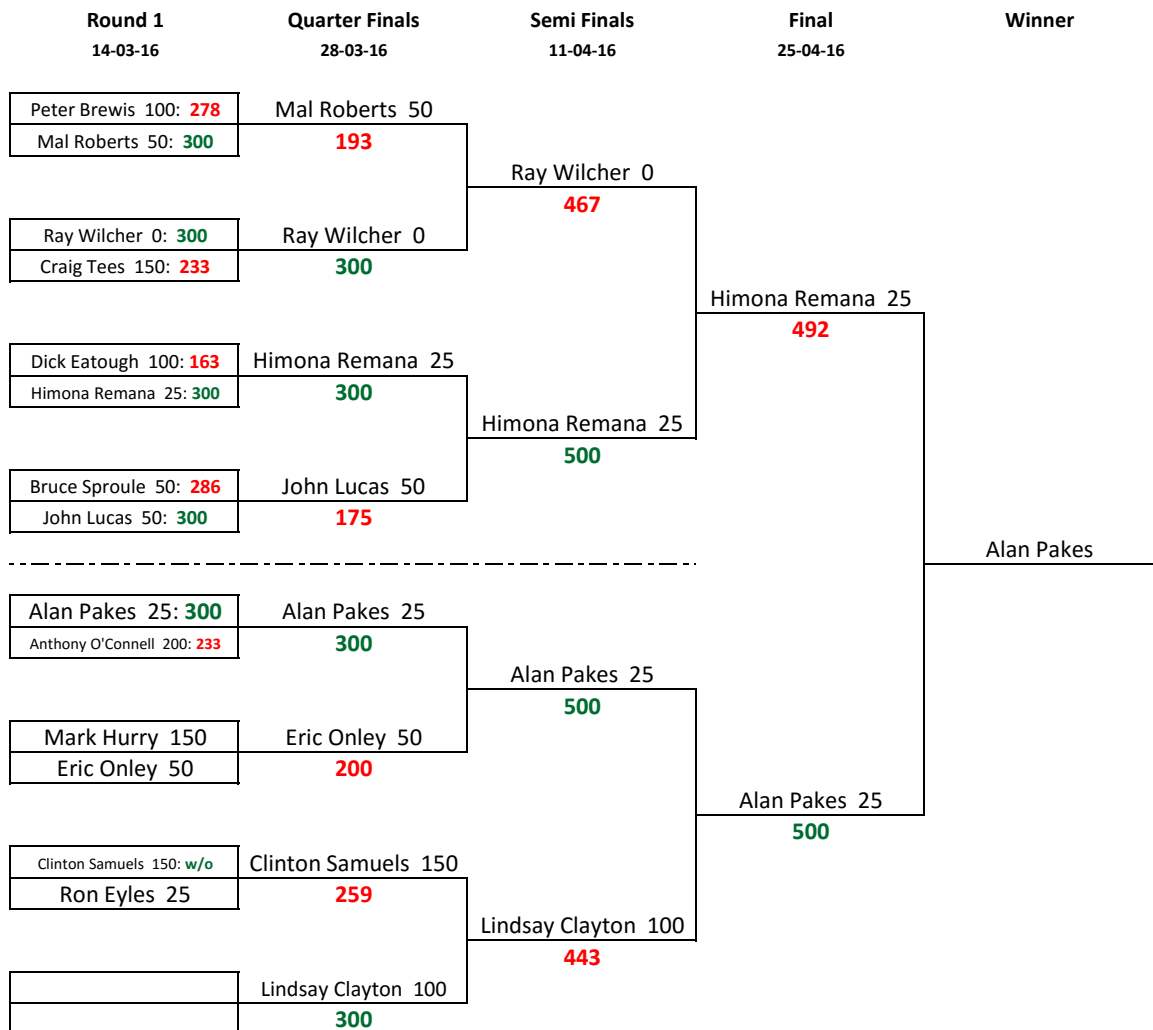 Round 1
14-03-16
Quarter Finals
28-03-16
Semi Finals
11-04-16
Final
25-04-16
Winner
Peter Brewis 100: 278
Mal Roberts 50: 300
Ray Wilcher 0: 300
Craig Tees 150: 233
Dick Eatough 100: 163
Himona Remana 25: 300
Bruce Sproule 50: 286
John Lucas 50: 300
Alan Pakes 25: 300
Anthony O'Connell 200: 233
Mark Hurry 150
Eric Onley 50
Clinton Samuels 150: w/o
Ron Eyles 25
Mal Roberts 50
193
Ray Wilcher 0
300
Himona Remana 25
300
John Lucas 50
175
Alan Pakes 25
300
Eric Onley 50
200
Clinton Samuels 150
259
Lindsay Clayton 100
300
Ray Wilcher 0
467
Himona Remana 25
500
Alan Pakes 25
500
Lindsay Clayton 100
443
Himona Remana 25
492
Alan Pakes 25
500
Alan Pakes